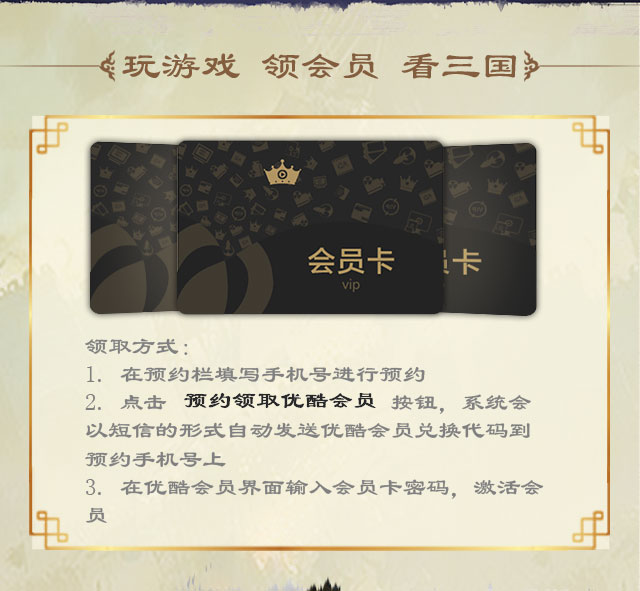 玩游戏 领会员 看三国
会员卡
vip
员卡
领取方式：
1. 在预约栏填写手机号进行预约
2. 点击 预约领取优酷会员 按钮，系统会
以短信的形式自动发送优酷会员兑换代码到
预约手机号上
3. 在优酷会员界面输入会员卡密码，激活会
员